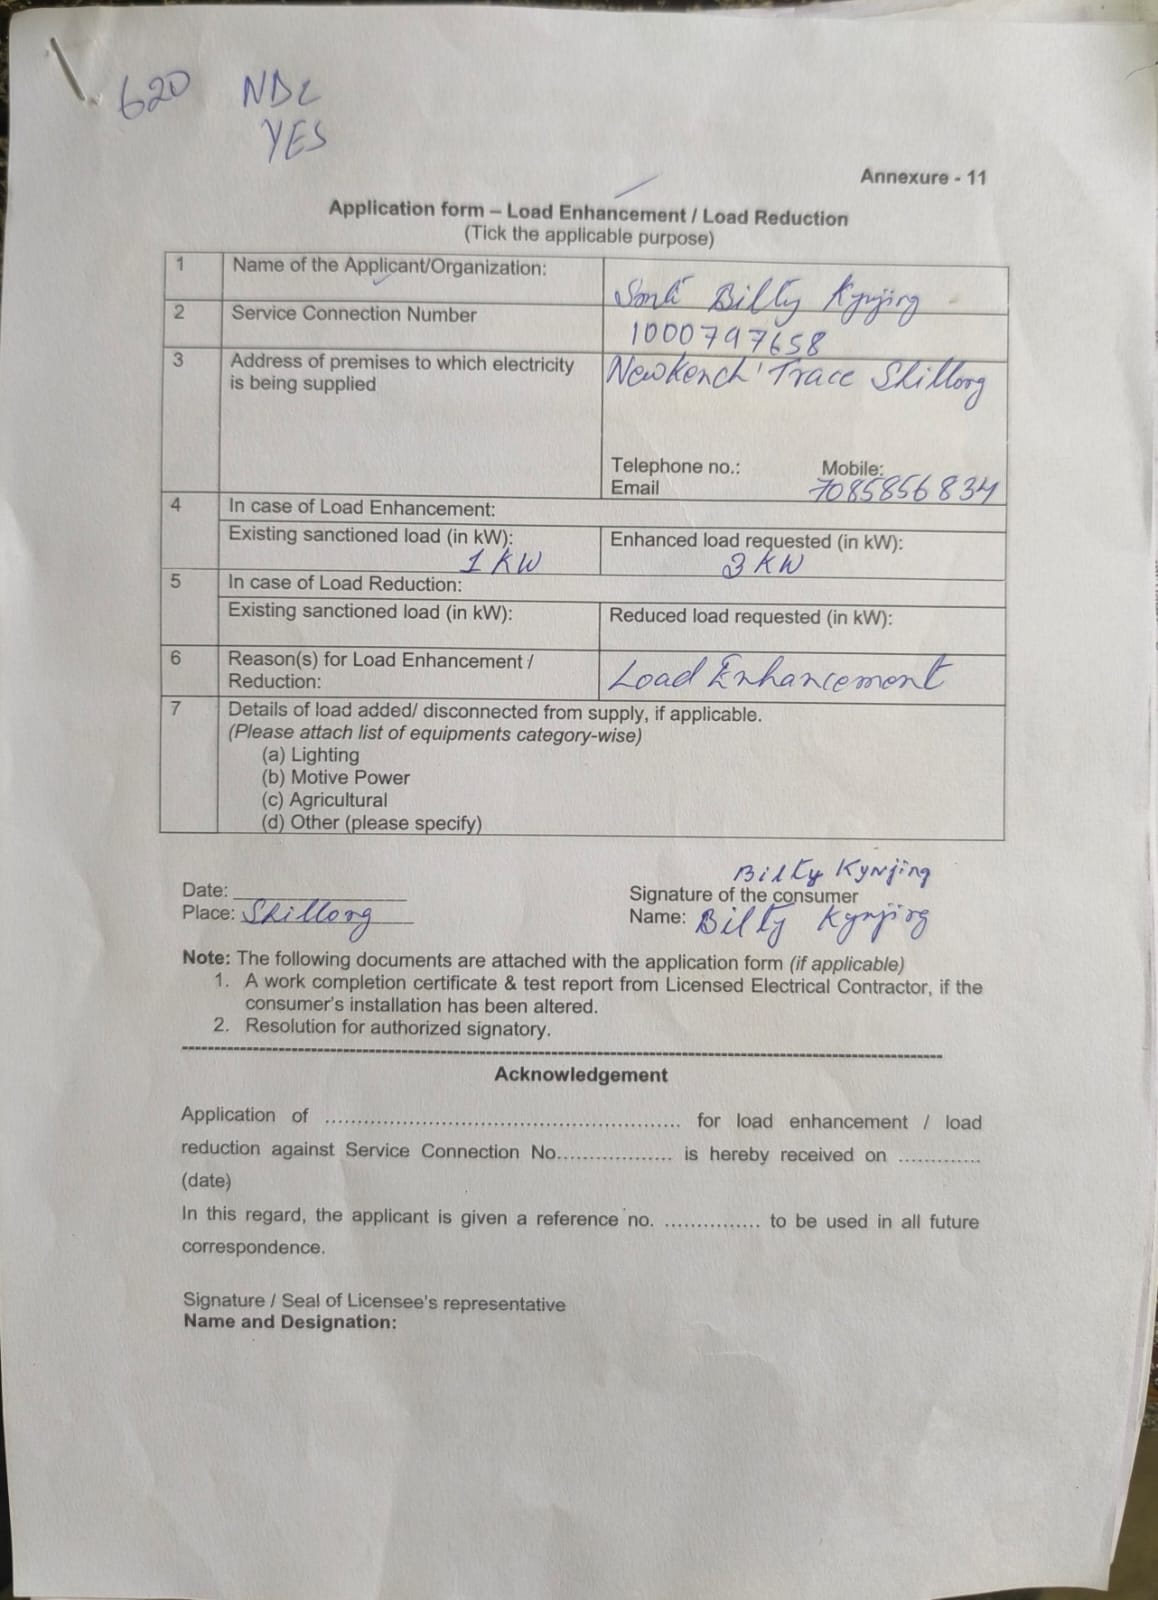 620 NDL
YES
Annexure - 11
Application form – Load Enhancement / Load Reduction
(Tick the applicable purpose)
1 Name of the Applicant/Organization: Smti Billy Kynjing
2 Service Connection Number 1000797658
3 Address of premises to which electricity is being supplied Newkench' Trace Shillong
Telephone no.: Mobile:
Email 7085856834
4 In case of Load Enhancement:
Existing sanctioned load (in kW): Enhanced load requested (in kW):
1 KW 3 KW
5 In case of Load Reduction:
Existing sanctioned load (in kW): Reduced load requested (in kW):
6 Reason(s) for Load Enhancement / Reduction: Load Enhancement
7 Details of load added/ disconnected from supply, if applicable.
(Please attach list of equipments category-wise)
(a) Lighting
(b) Motive Power
(c) Agricultural
(d) Other (please specify)
Billy Kynjing
Date: Signature of the consumer
Place: Shillong Name: Billy Kynjing
Note: The following documents are attached with the application form (if applicable)
1. A work completion certificate & test report from Licensed Electrical Contractor, if the
consumer's installation has been altered.
2. Resolution for authorized signatory.
Acknowledgement
Application of .................................................... for load enhancement / load
reduction against Service Connection No.................. is hereby received on .............
(date)
In this regard, the applicant is given a reference no. ............... to be used in all future
correspondence.
Signature / Seal of Licensee's representative
Name and Designation: